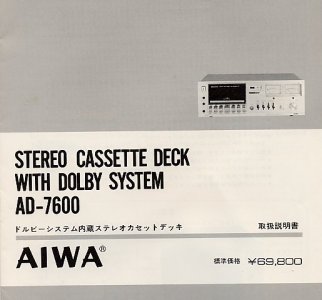 STEREO CASSETTE DECK
WITH DOLBY SYSTEM
AD-7600
ドルビーシステム内蔵ステレオカセットデッキ
取扱説明書
AIWA®
標準価格 ¥69,800